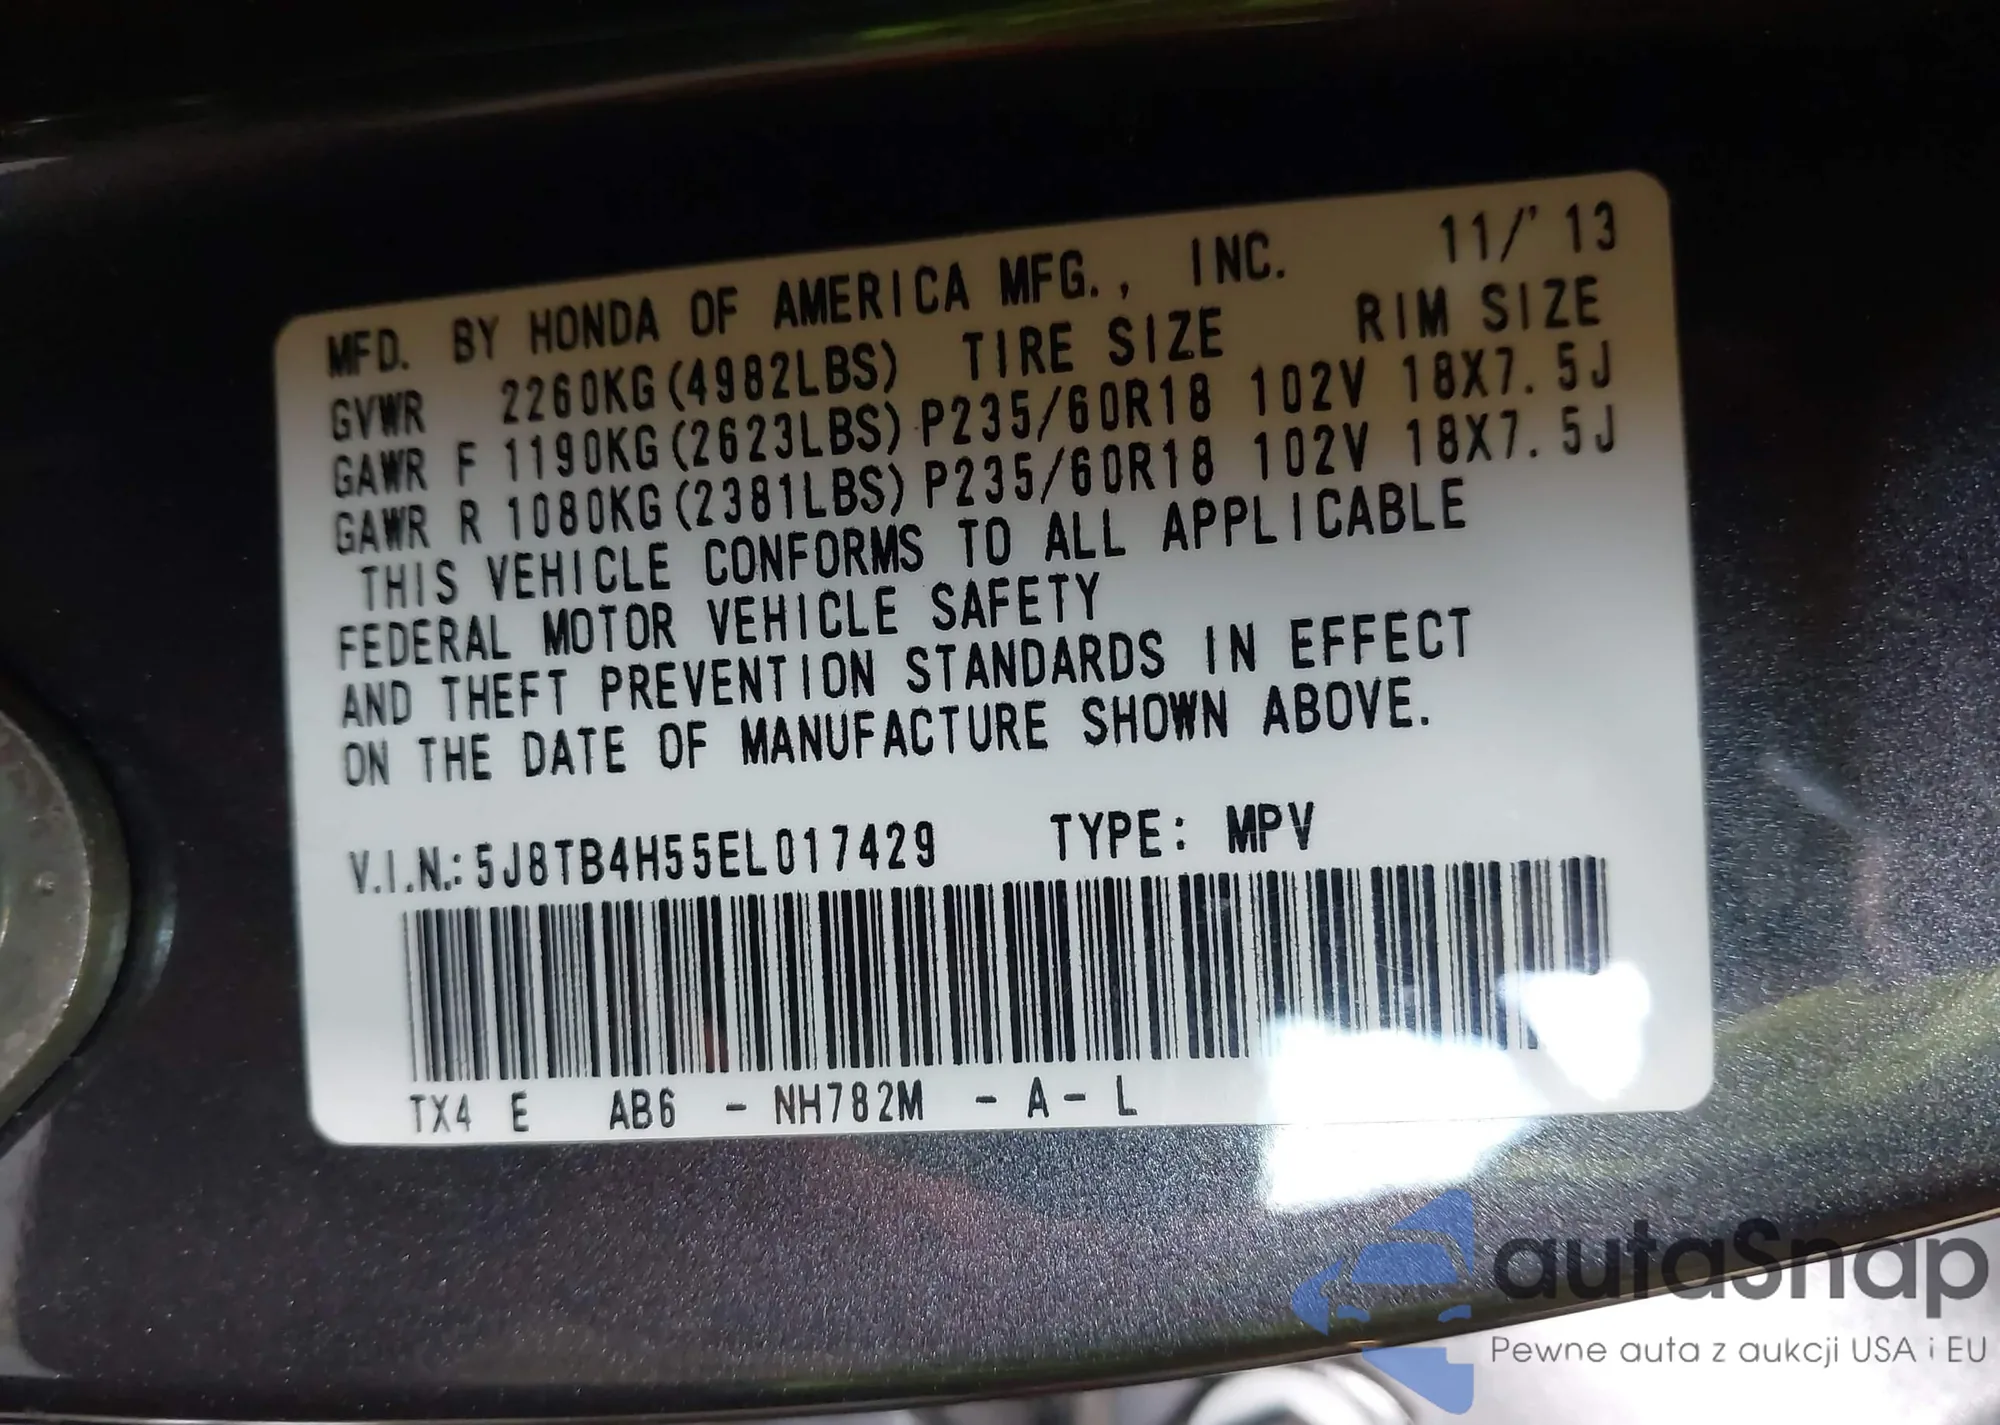 MFD. BY HONDA OF AMERICA MFG., INC. 11/'13
GVWR 2260KG(4982LBS) TIRE SIZE RIM SIZE
GAWR F 1190KG(2623LBS) P235/60R18 102V 18X7.5J
GAWR R 1080KG(2381LBS) P235/60R18 102V 18X7.5J
THIS VEHICLE CONFORMS TO ALL APPLICABLE
FEDERAL MOTOR VEHICLE SAFETY
AND THEFT PREVENTION STANDARDS IN EFFECT
ON THE DATE OF MANUFACTURE SHOWN ABOVE.
V.I.N.: 5J8TB4H55EL017429 TYPE: MPV
TX4 E AB6 - NH782M - A - L
autaSnap
Pewne auta z aukcji USA i EU